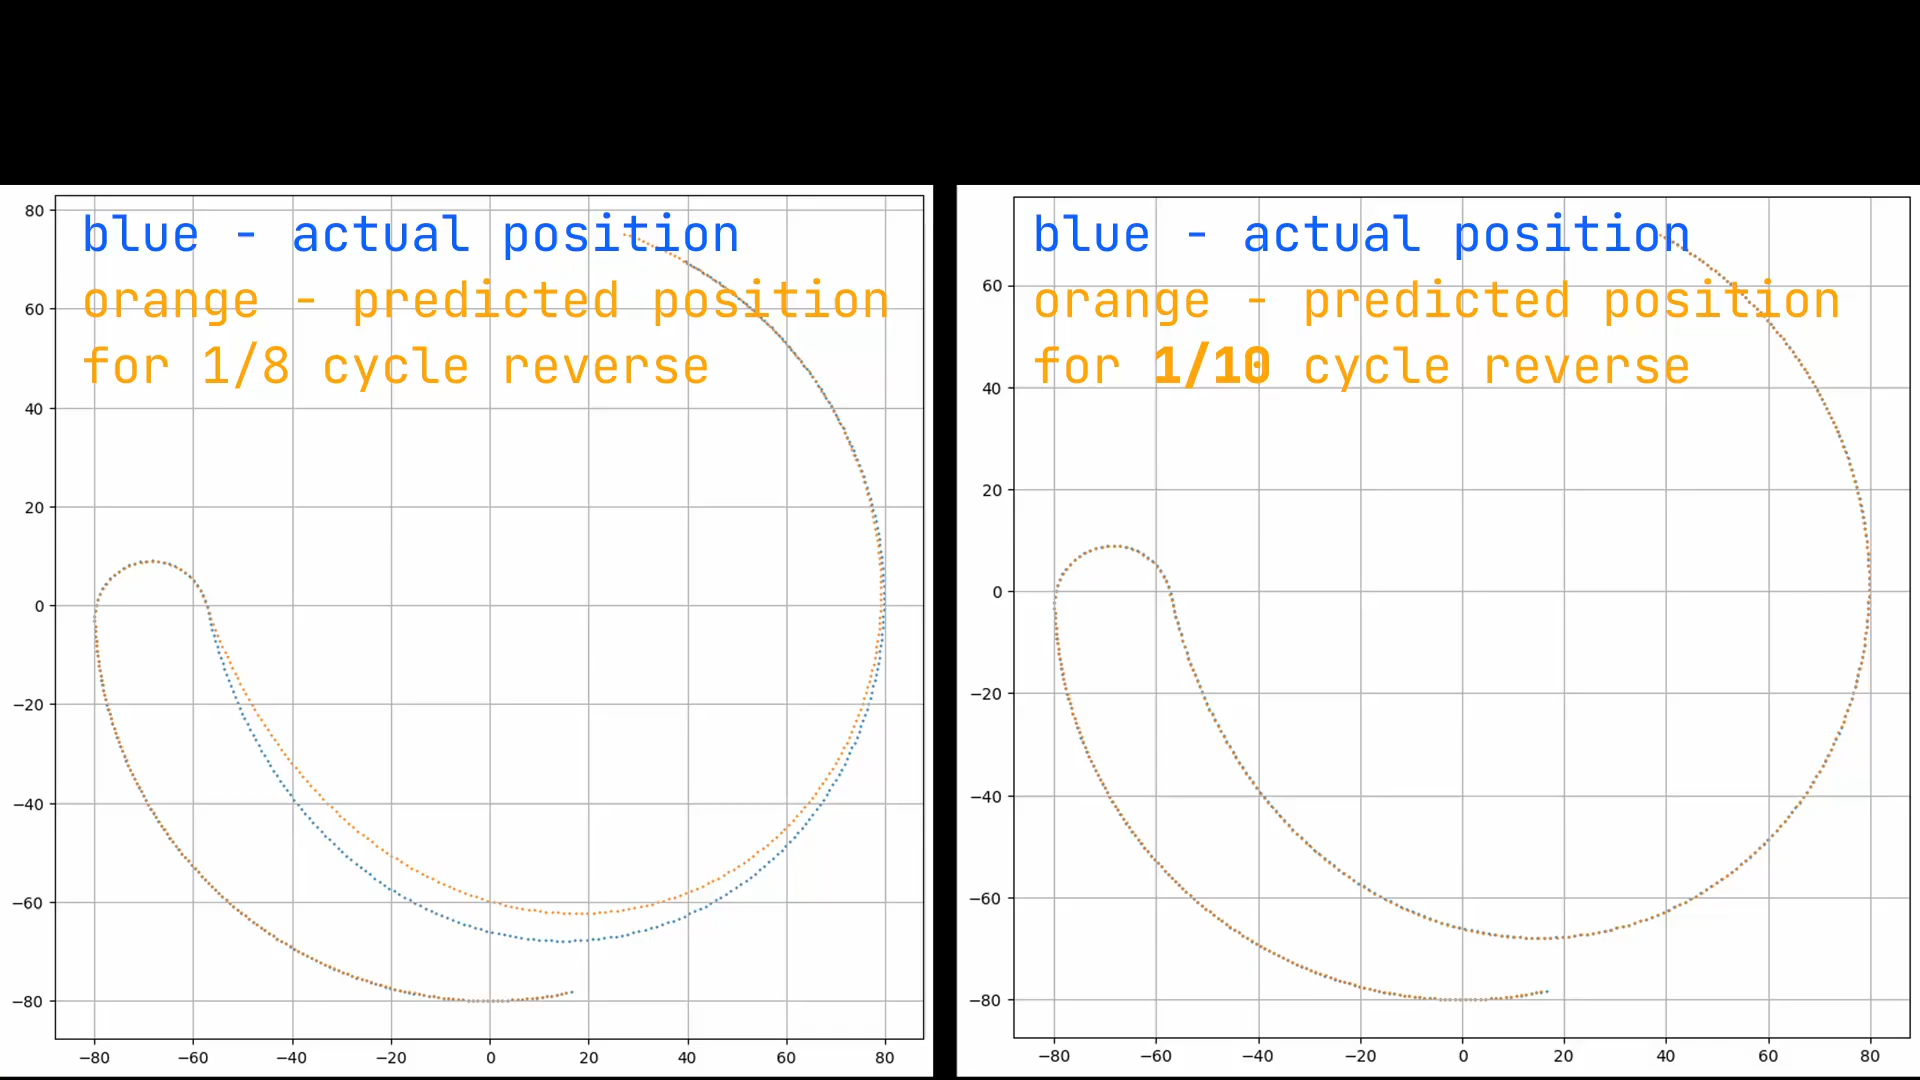 blue - actual position
orange - predicted position
for 1/8 cycle reverse
80
60
40
20
0
−20
−40
−60
−80
−80 −60 −40 −20 0 20 40 60 80
blue - actual position
orange - predicted position
for 1/10 cycle reverse
60
40
20
0
−20
−40
−60
−80
−80 −60 −40 −20 0 20 40 60 80